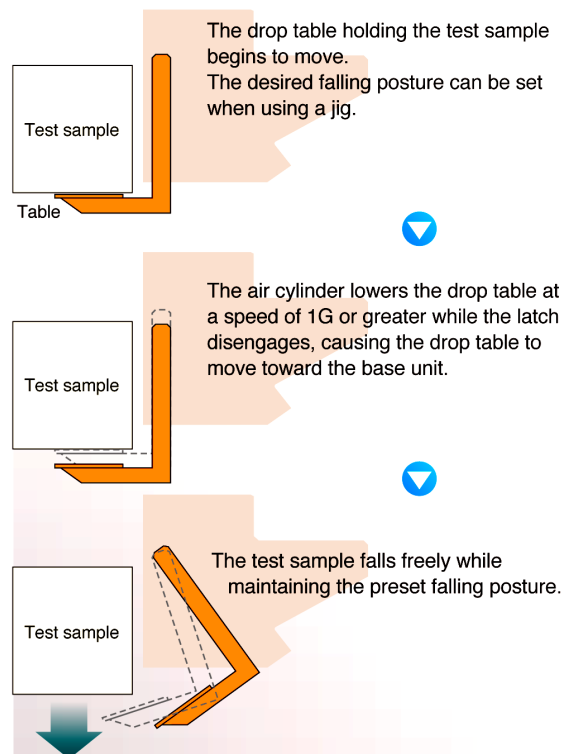 The drop table holding the test sample
begins to move.
The desired falling posture can be set
when using a jig.
Test sample
Table
The air cylinder lowers the drop table at
a speed of 1G or greater while the latch
disengages, causing the drop table to
move toward the base unit.
Test sample
The test sample falls freely while
maintaining the preset falling posture.
Test sample